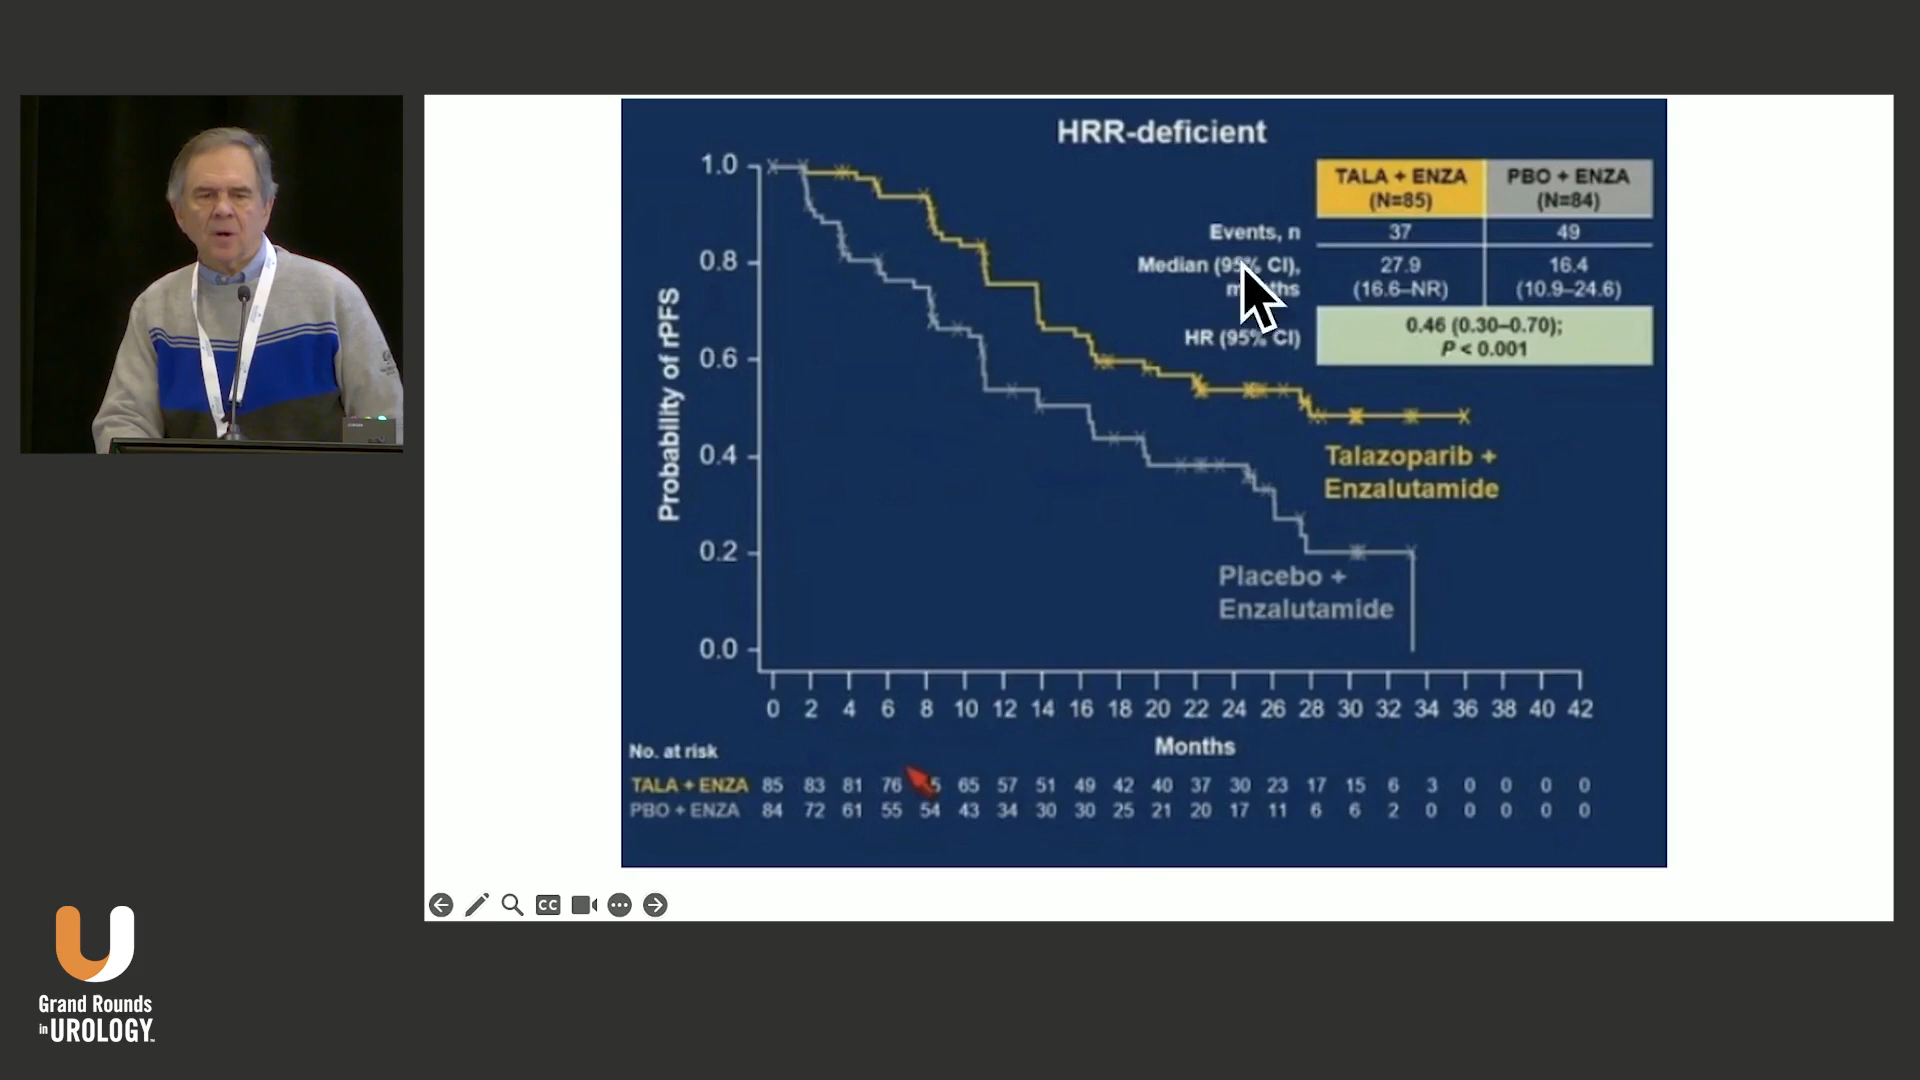 HRR-deficient
TALA + ENZA
(N=85)
PBO + ENZA
(N=84)
Events, n
37
49
Median (95% CI),
months
27.9
(16.6–NR)
16.4
(10.9–24.6)
HR (95% CI)
0.46 (0.30–0.70);
P < 0.001
Probability of rPFS
1.0
0.8
0.6
0.4
0.2
0.0
Talazoparib +
Enzalutamide
Placebo +
Enzalutamide
0 2 4 6 8 10 12 14 16 18 20 22 24 26 28 30 32 34 36 38 40 42
Months
No. at risk
TALA + ENZA 85 83 81 76 65 57 51 49 42 40 37 30 23 17 15 6 3 0 0 0 0
PBO + ENZA 84 72 61 55 54 43 34 30 30 25 21 20 17 11 6 6 2 0 0 0 0 0
CC
U
Grand Rounds
in UROLOGY